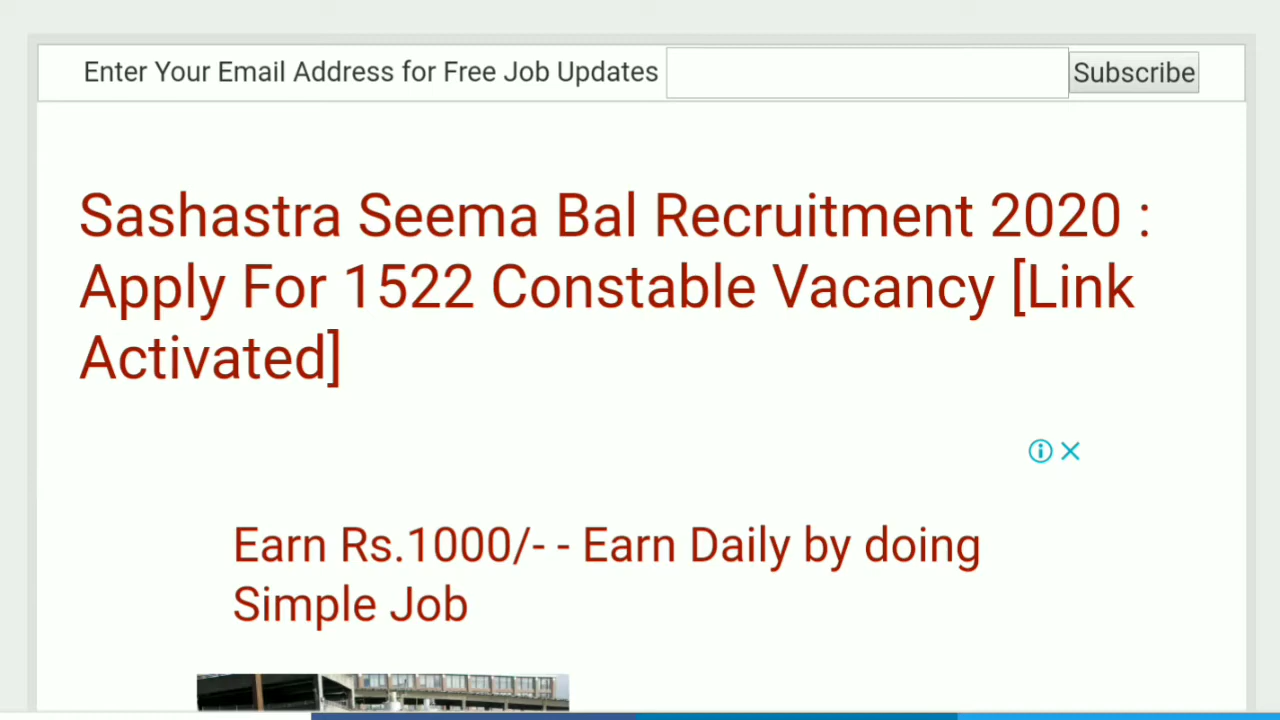 Enter Your Email Address for Free Job Updates Subscribe
Sashastra Seema Bal Recruitment 2020 :
Apply For 1522 Constable Vacancy [Link
Activated]
Earn Rs.1000/- - Earn Daily by doing
Simple Job